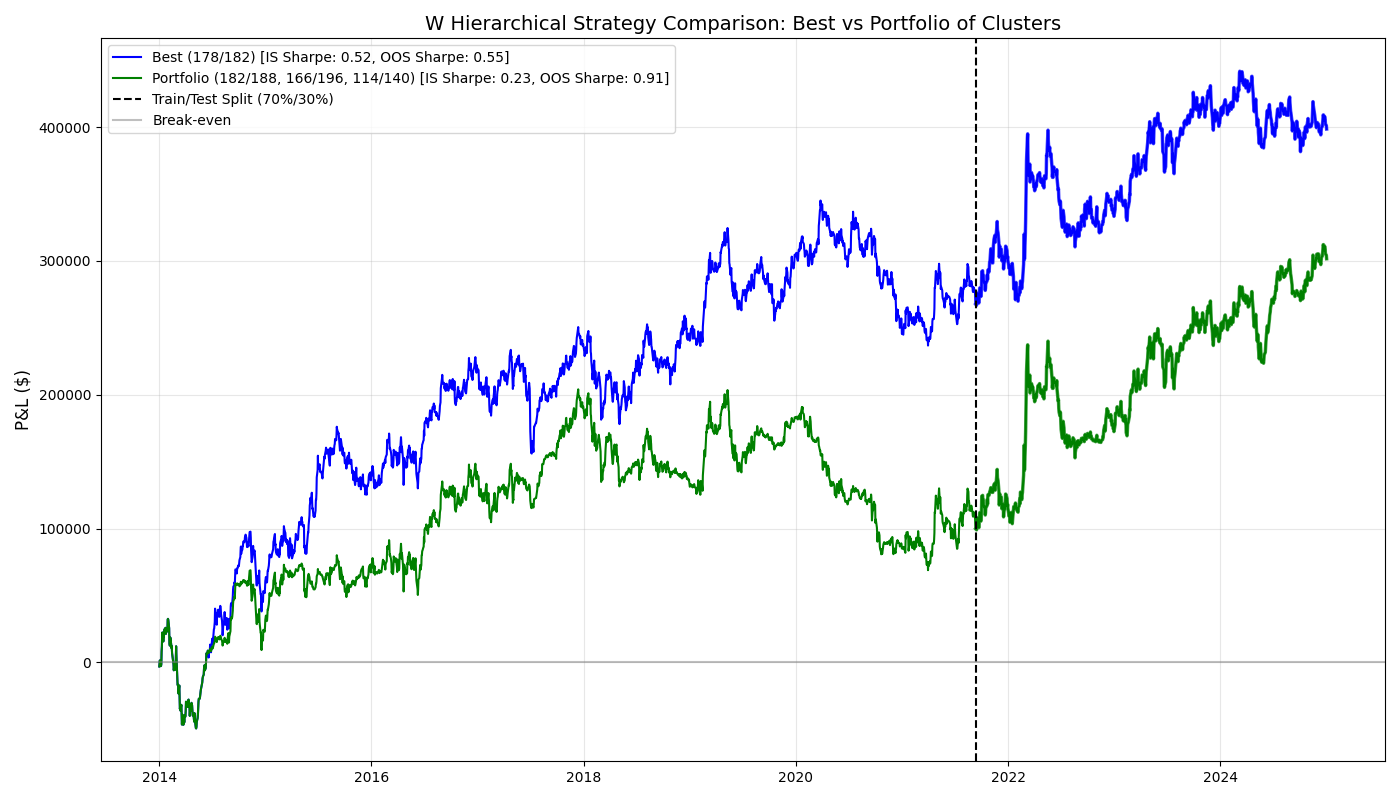 W Hierarchical Strategy Comparison: Best vs Portfolio of Clusters
Best (178/182) [IS Sharpe: 0.52, OOS Sharpe: 0.55]
Portfolio (182/188, 166/196, 114/140) [IS Sharpe: 0.23, OOS Sharpe: 0.91]
Train/Test Split (70%/30%)
Break-even
P&L ($)
400000
300000
200000
100000
0
2014 2016 2018 2020 2022 2024